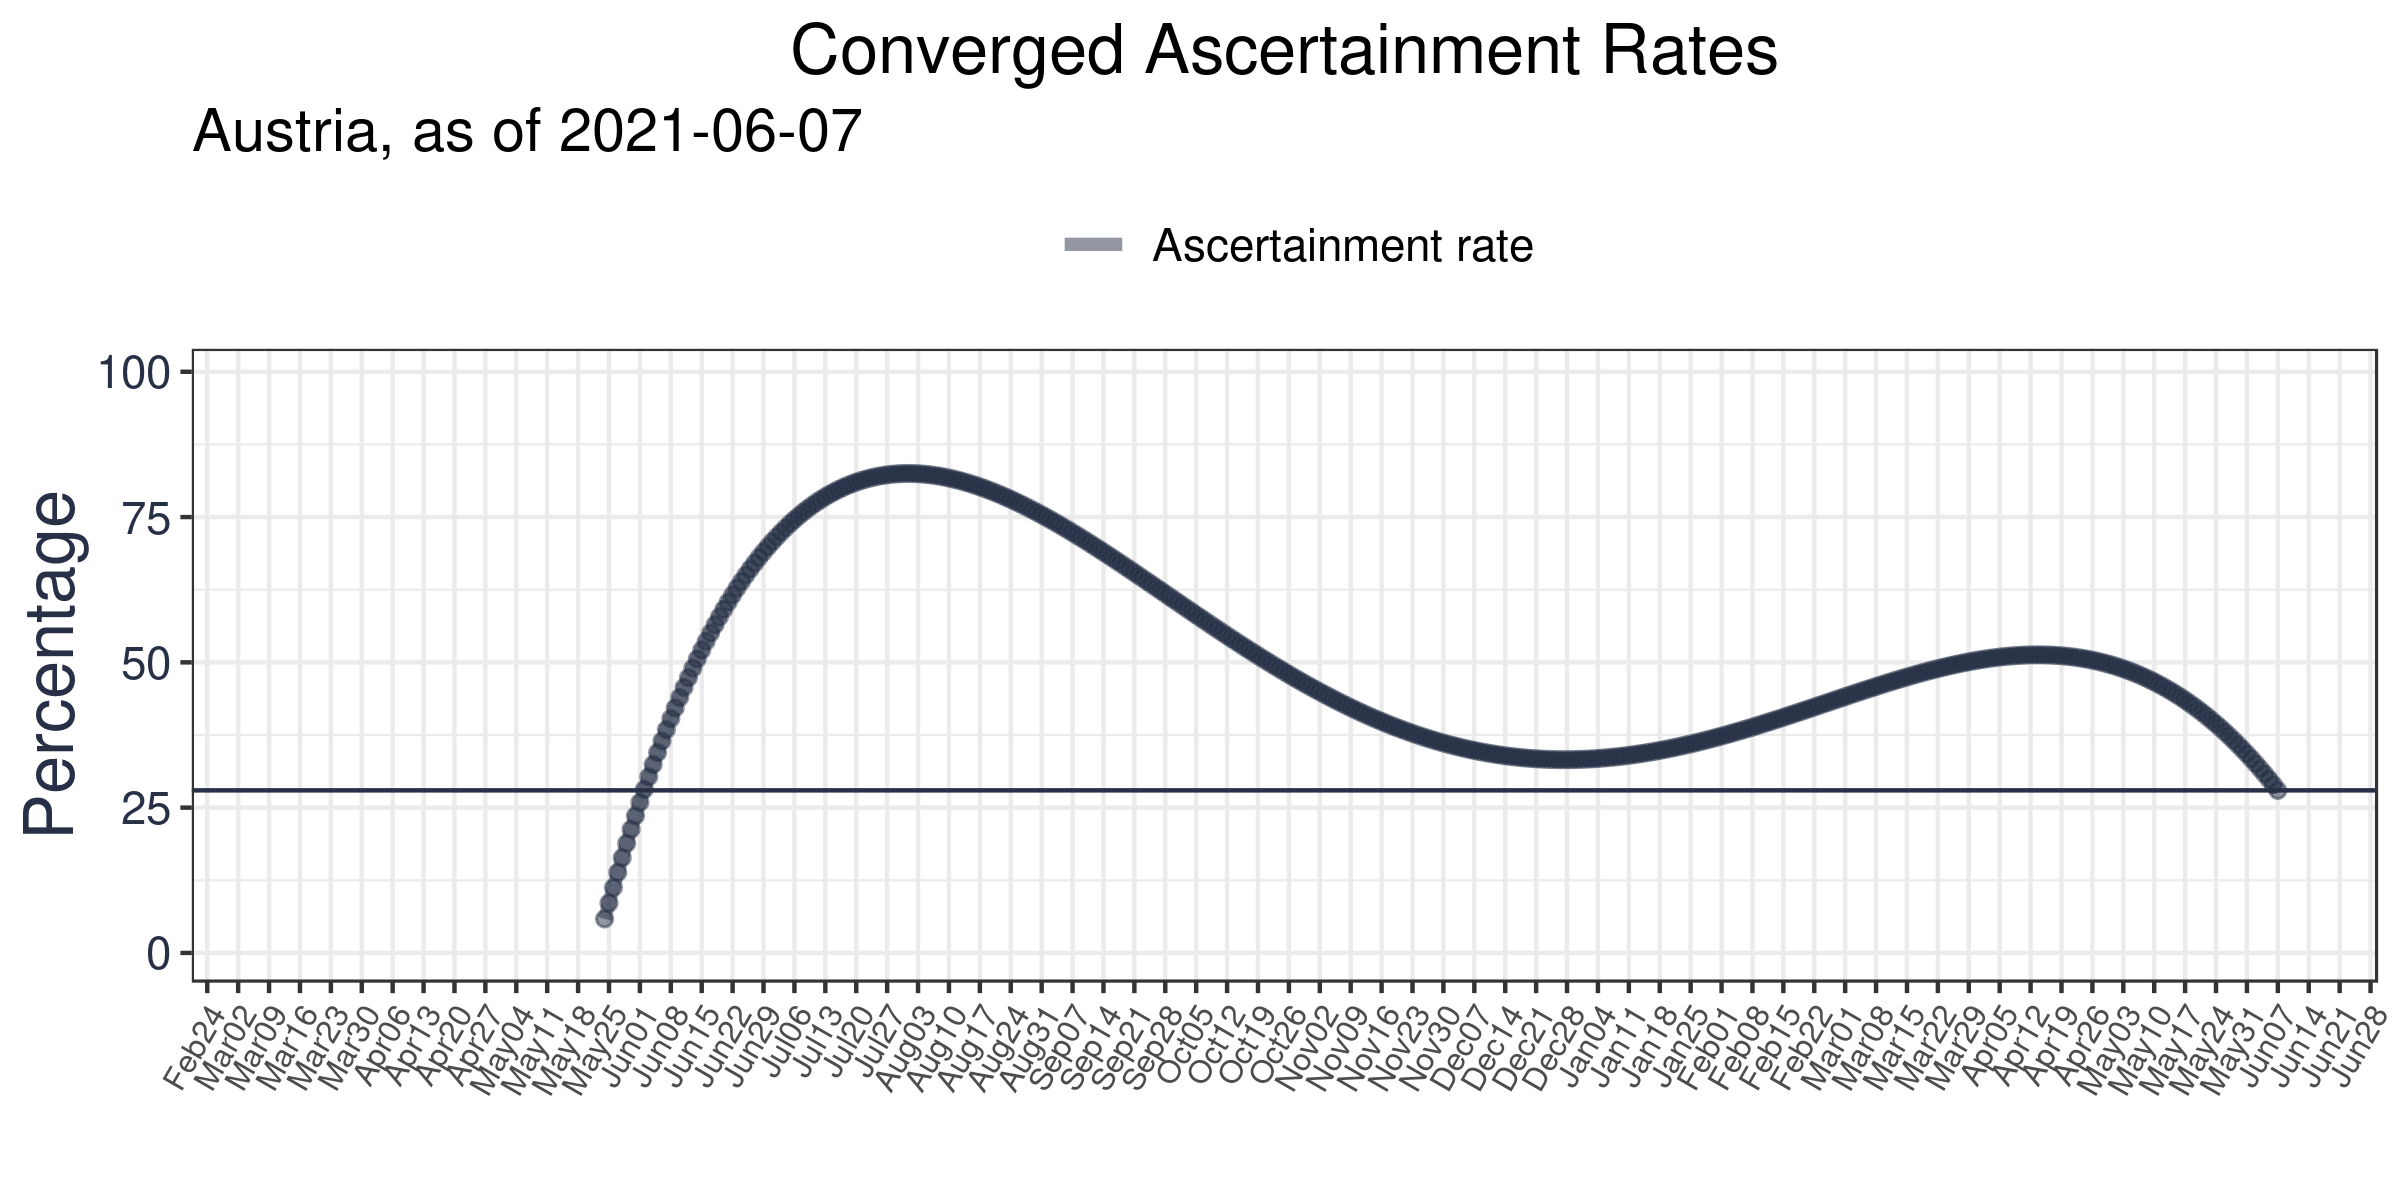 Converged Ascertainment Rates
Austria, as of 2021-06-07
Ascertainment rate
Percentage
100
75
50
25
0
Feb24 Mar02 Mar09 Mar16 Mar23 Mar30 Apr06 Apr13 Apr20 Apr27 May04 May11 May18 May25 Jun01 Jun08 Jun15 Jun22 Jun29 Jul06 Jul13 Jul20 Jul27 Aug03 Aug10 Aug17 Aug24 Aug31 Sep07 Sep14 Sep21 Sep28 Oct05 Oct12 Oct19 Oct26 Nov02 Nov09 Nov16 Nov23 Nov30 Dec07 Dec14 Dec21 Dec28 Jan04 Jan11 Jan18 Jan25 Feb01 Feb08 Feb15 Feb22 Mar01 Mar08 Mar15 Mar22 Mar29 Apr05 Apr12 Apr19 Apr26 May03 May10 May17 May24 May31 Jun07 Jun14 Jun21 Jun28